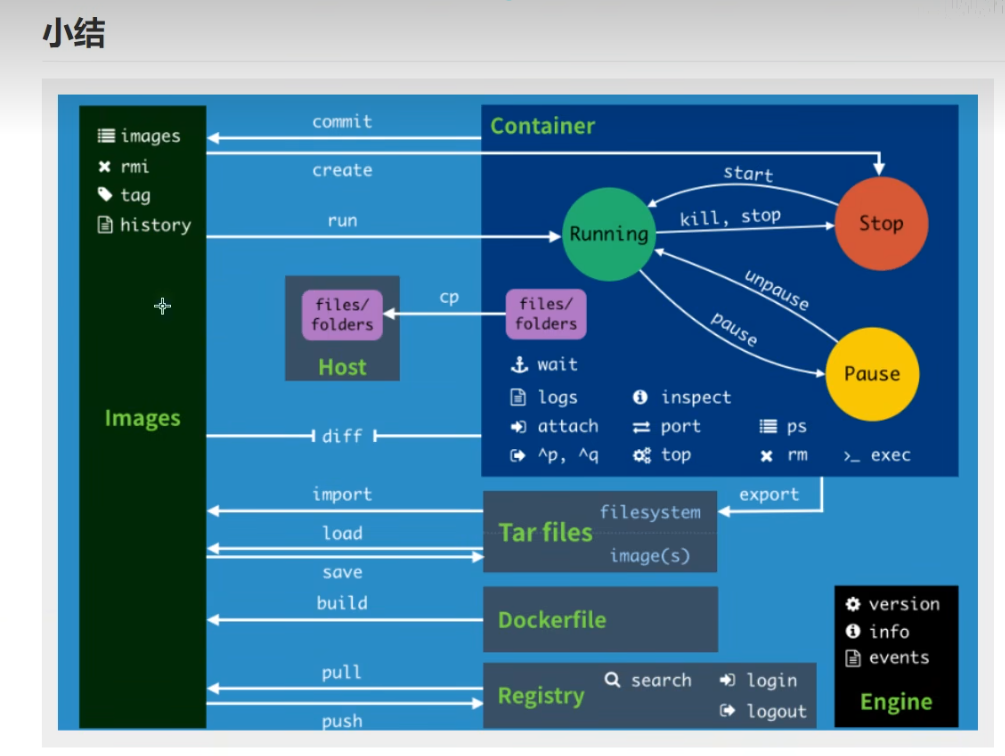 小结
images
rmi
tag
history
Images
commit
create
run
cp
diff
import
load
save
build
pull
push
files/
folders
Host
Container
start
kill, stop
unpause
pause
Running
Stop
Pause
files/
folders
wait
logs
inspect
attach
port
ps
^p, ^q
top
rm
>_ exec
export
Tar files
filesystem
image(s)
Dockerfile
Registry
search
login
logout
version
info
events
Engine